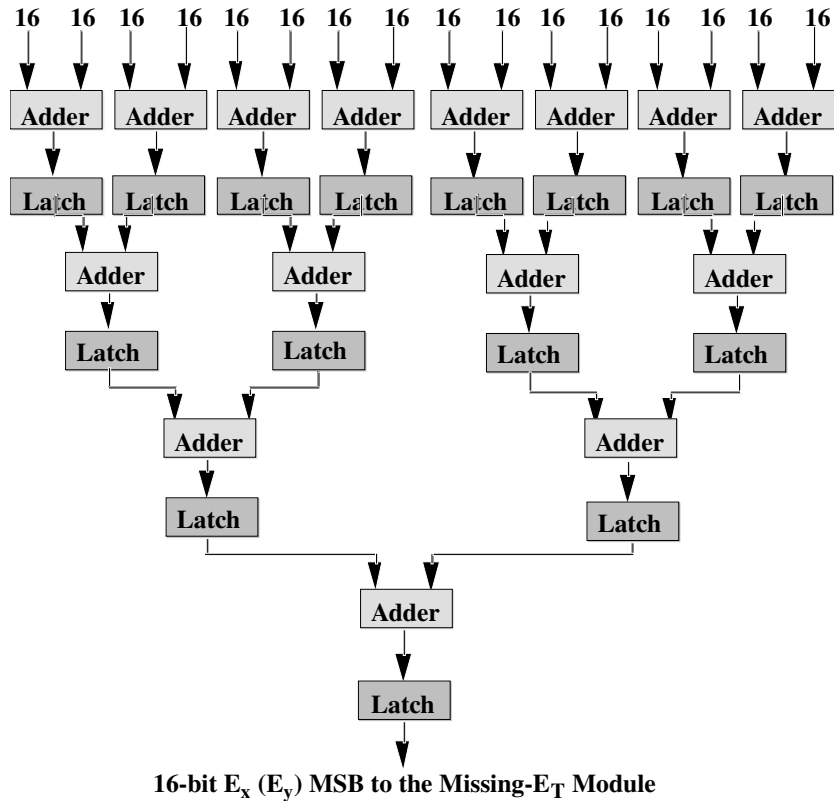 16 16 16 16 16 16 16 16 16 16 16 16 16 16 16 16
Adder Adder Adder Adder Adder Adder Adder Adder
Latch Latch Latch Latch Latch Latch Latch Latch
Adder Adder Adder Adder
Latch Latch Latch Latch
Adder Adder
Latch Latch
Adder
Latch
16-bit Ex (Ey) MSB to the Missing-ET Module